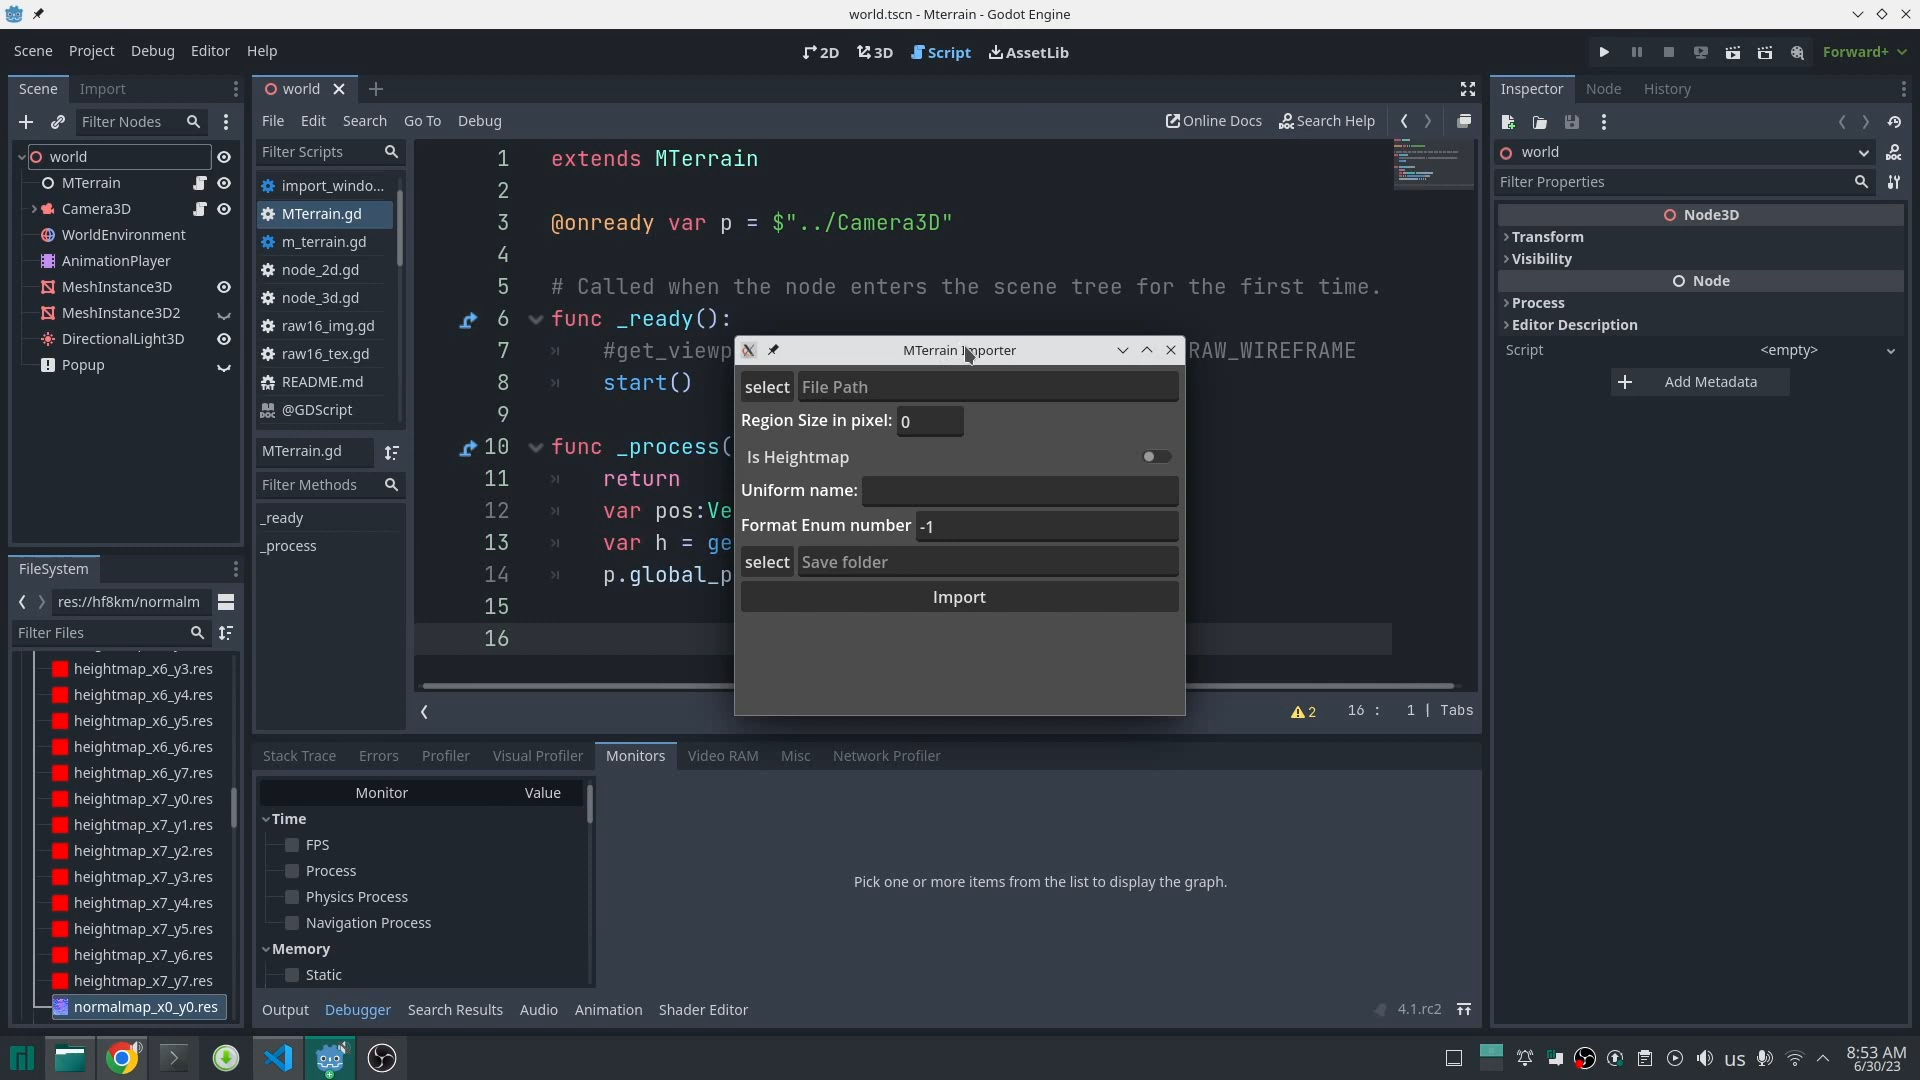 world.tscn - Mterrain - Godot Engine
Scene Project Debug Editor Help
2D 3D Script AssetLib
Forward+
Scene Import
Filter Nodes
world
MTerrain
Camera3D
WorldEnvironment
AnimationPlayer
MeshInstance3D
MeshInstance3D2
DirectionalLight3D
Popup
FileSystem
res://hf8km/normalm
Filter Files
heightmap_x6_y3.res
heightmap_x6_y4.res
heightmap_x6_y5.res
heightmap_x6_y6.res
heightmap_x6_y7.res
heightmap_x7_y0.res
heightmap_x7_y1.res
heightmap_x7_y2.res
heightmap_x7_y3.res
heightmap_x7_y4.res
heightmap_x7_y5.res
heightmap_x7_y6.res
heightmap_x7_y7.res
normalmap_x0_y0.res
world
File Edit Search Go To Debug
Online Docs Search Help
Filter Scripts
import_windo...
MTerrain.gd
m_terrain.gd
node_2d.gd
node_3d.gd
raw16_img.gd
raw16_tex.gd
README.md
@GDScript
MTerrain.gd
Filter Methods
_ready
_process
1 extends MTerrain
2
3 @onready var p = $"../Camera3D"
4
5 # Called when the node enters the scene tree for the first time.
6 func _ready():
7 #get_viewp RAW_WIREFRAME
8 start()
9
10 func _process(
11 return
12 var pos:Ve
13 var h = ge
14 p.global_p
15
16
2 16 : 1 | Tabs
MTerrain Importer
select File Path
Region Size in pixel: 0
Is Heightmap
Uniform name:
Format Enum number -1
select Save folder
Import
Stack Trace Errors Profiler Visual Profiler Monitors Video RAM Misc Network Profiler
Monitor Value
Time
FPS
Process
Physics Process
Navigation Process
Memory
Static
Pick one or more items from the list to display the graph.
Output Debugger Search Results Audio Animation Shader Editor
4.1.rc2
Inspector Node History
world
Filter Properties
Node3D
Transform
Visibility
Node
Process
Editor Description
Script <empty>
Add Metadata
us
8:53 AM
6/30/23